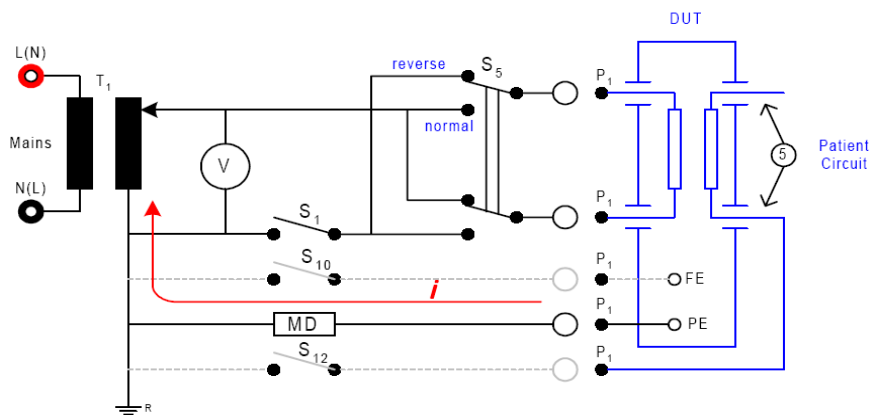 DUT
L(N)
T1
reverse
S5
P1
Mains
V
normal
5
Patient
Circuit
N(L)
S1
P1
S10
P1
FE
i
P1
MD
PE
S12
P1
R